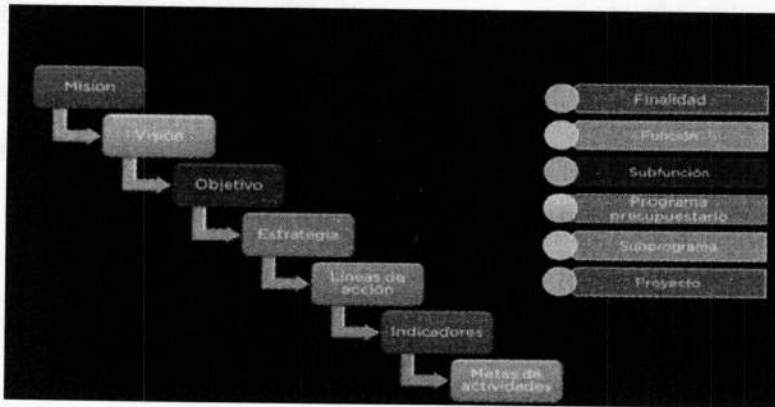 Misión
Visión
Objetivo
Estrategia
Líneas de
acción
Indicadores
Metas de
actividades
Finalidad
Función
Subfunción
Programa
presupuestario
Subprograma
Proyecto